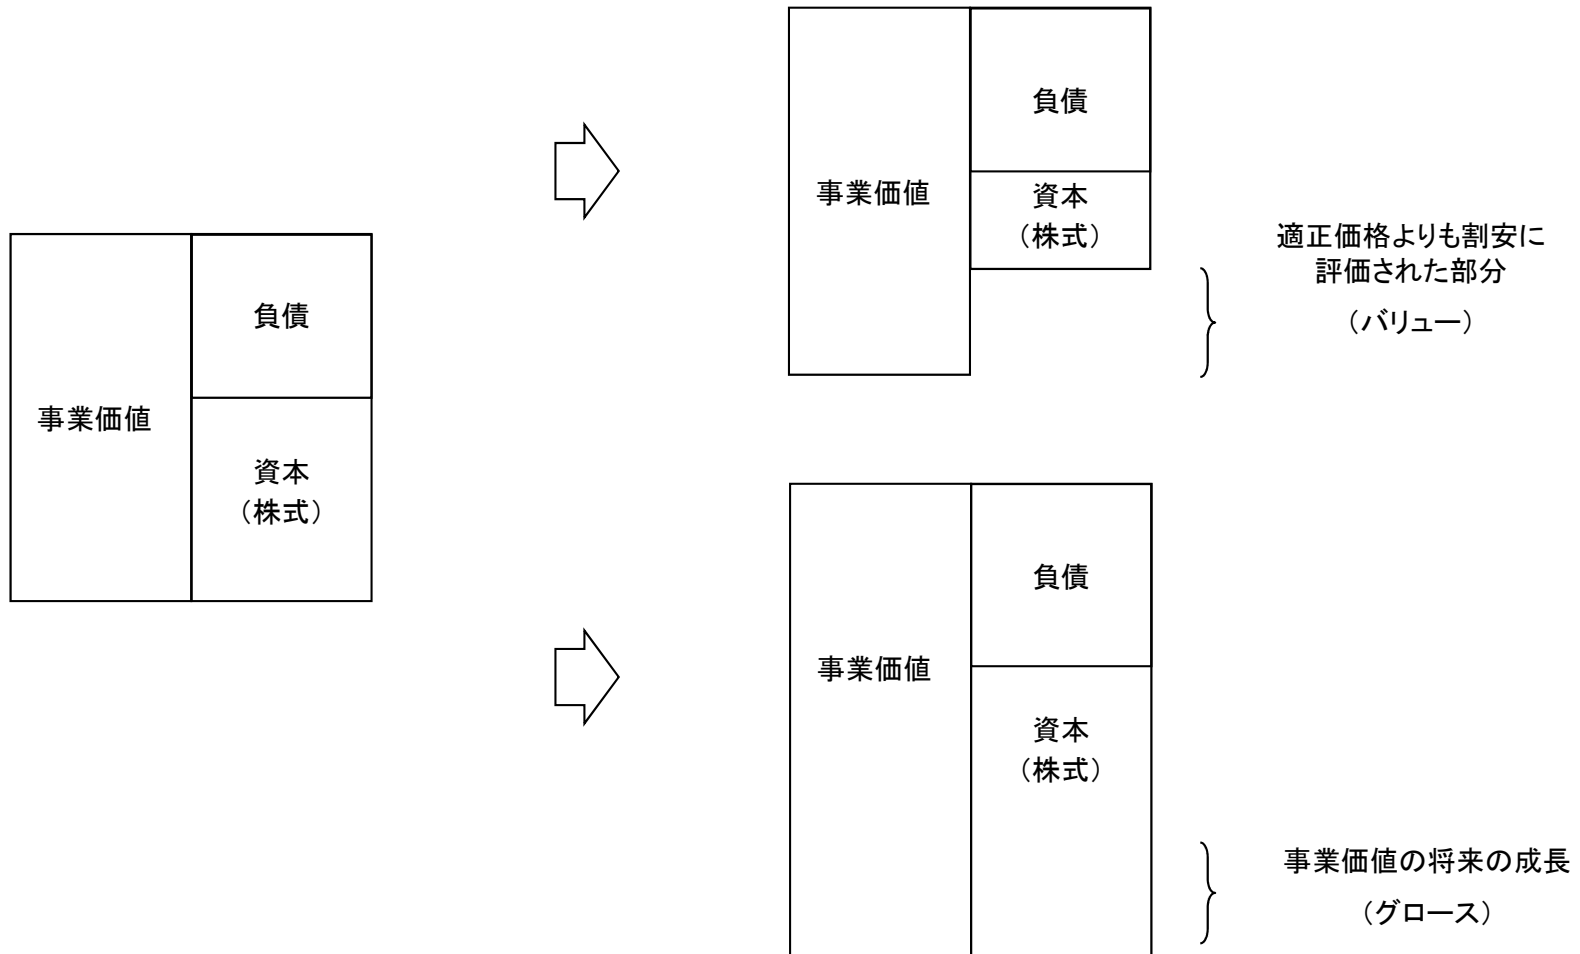 事業価値
負債
資本
（株式）
事業価値
負債
資本
（株式）
適正価格よりも割安に
評価された部分
（バリュー）
事業価値
負債
資本
（株式）
事業価値の将来の成長
（グロース）